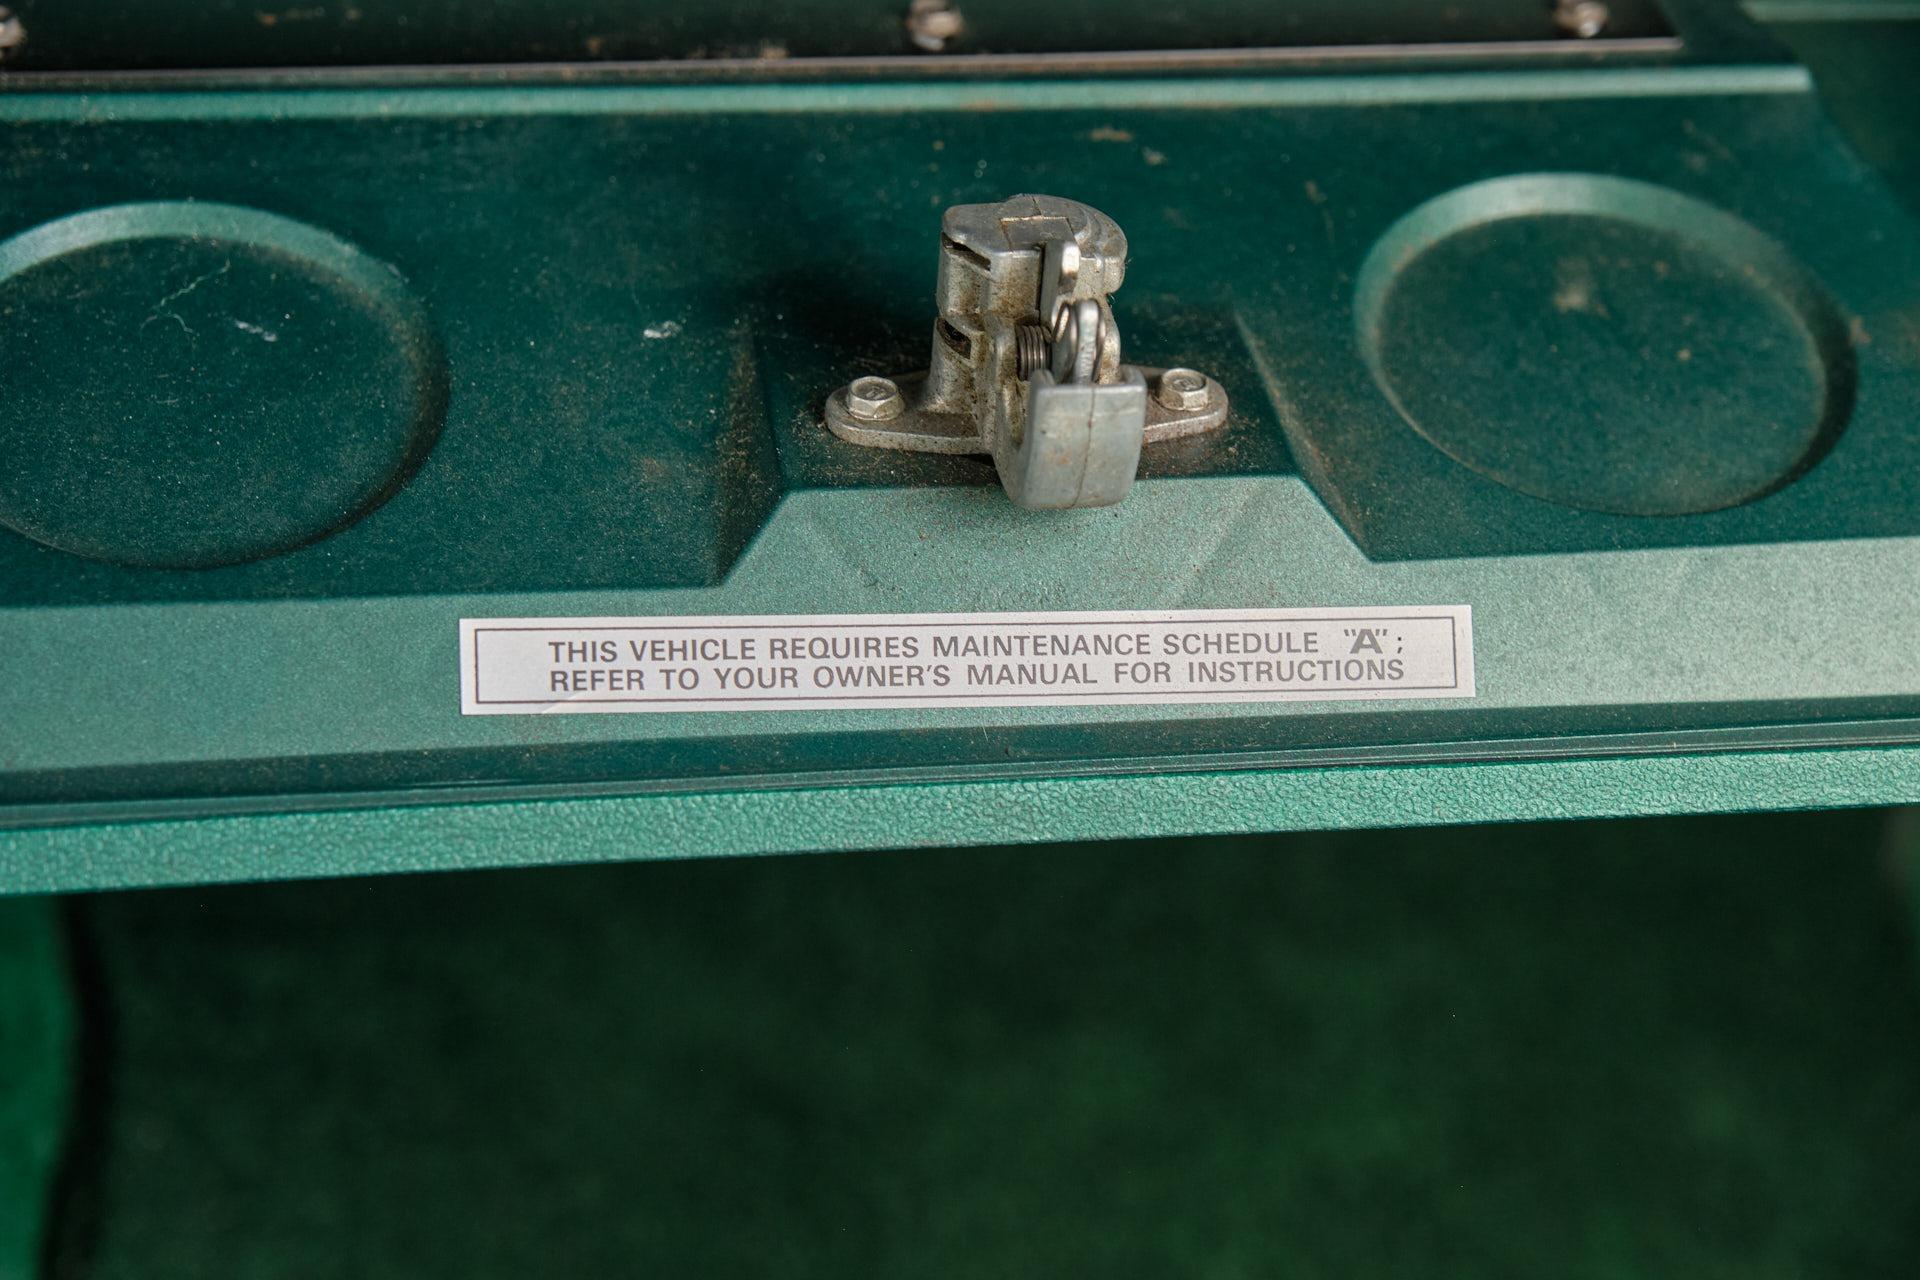 THIS VEHICLE REQUIRES MAINTENANCE SCHEDULE "A";
REFER TO YOUR OWNER'S MANUAL FOR INSTRUCTIONS